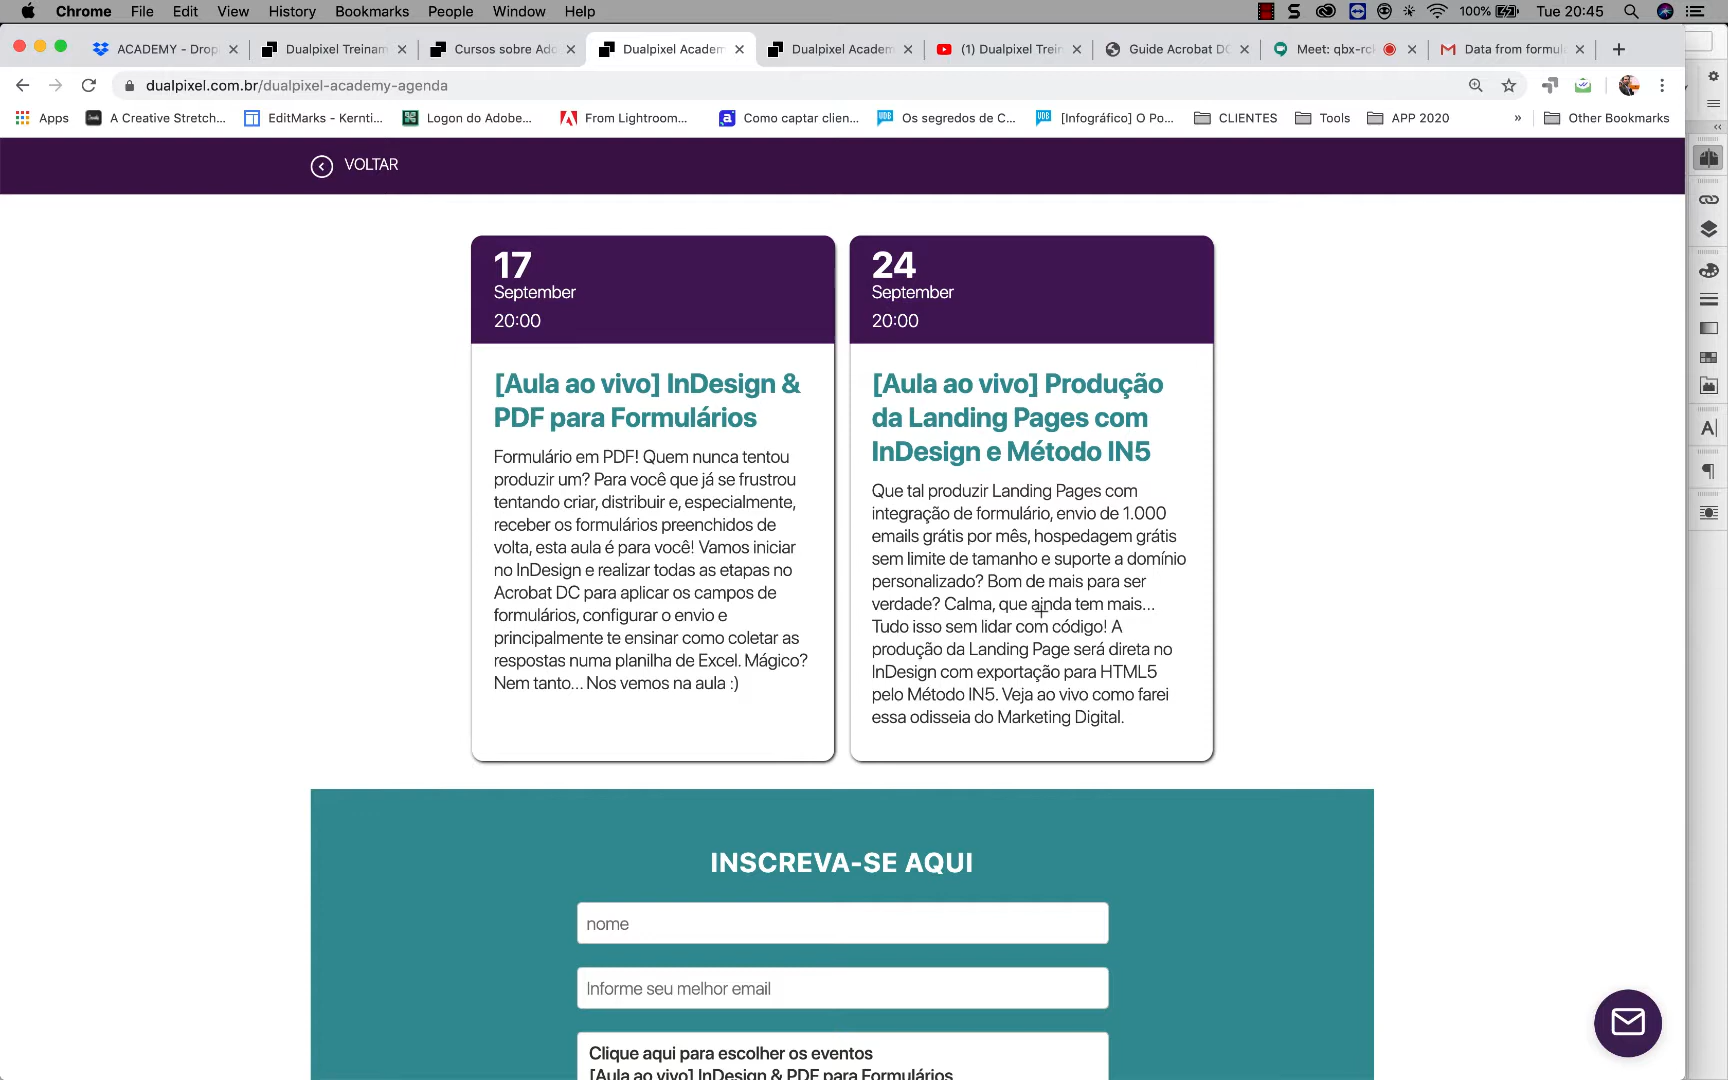 Chrome File Edit View History Bookmarks People Window Help 100% Tue 20:45
ACADEMY - Drop Dualpixel Treinam Cursos sobre Ado Dualpixel Academ Dualpixel Academ (1) Dualpixel Trein Guide Acrobat DC Meet: qbx-rck Data from formul
dualpixel.com.br/dualpixel-academy-agenda
Apps A Creative Stretch... EditMarks - Kernti... Logon do Adobe... From Lightroom... Como captar clien... Os segredos de C... [Infográfico] O Po... CLIENTES Tools APP 2020 » Other Bookmarks
VOLTAR
17
September
20:00
[Aula ao vivo] InDesign &
PDF para Formulários
Formulário em PDF! Quem nunca tentou
produzir um? Para você que já se frustrou
tentando criar, distribuir e, especialmente,
receber os formulários preenchidos de
volta, esta aula é para você! Vamos iniciar
no InDesign e realizar todas as etapas no
Acrobat DC para aplicar os campos de
formulários, configurar o envio e
principalmente te ensinar como coletar as
respostas numa planilha de Excel. Mágico?
Nem tanto... Nos vemos na aula :)
24
September
20:00
[Aula ao vivo] Produção
da Landing Pages com
InDesign e Método IN5
Que tal produzir Landing Pages com
integração de formulário, envio de 1.000
emails grátis por mês, hospedagem grátis
sem limite de tamanho e suporte a domínio
personalizado? Bom de mais para ser
verdade? Calma, que ainda tem mais...
Tudo isso sem lidar com código! A
produção da Landing Page será direta no
InDesign com exportação para HTML5
pelo Método IN5. Veja ao vivo como farei
essa odisseia do Marketing Digital.
INSCREVA-SE AQUI
nome
Informe seu melhor email
Clique aqui para escolher os eventos
[Aula ao vivo] InDesign & PDF para Formulários